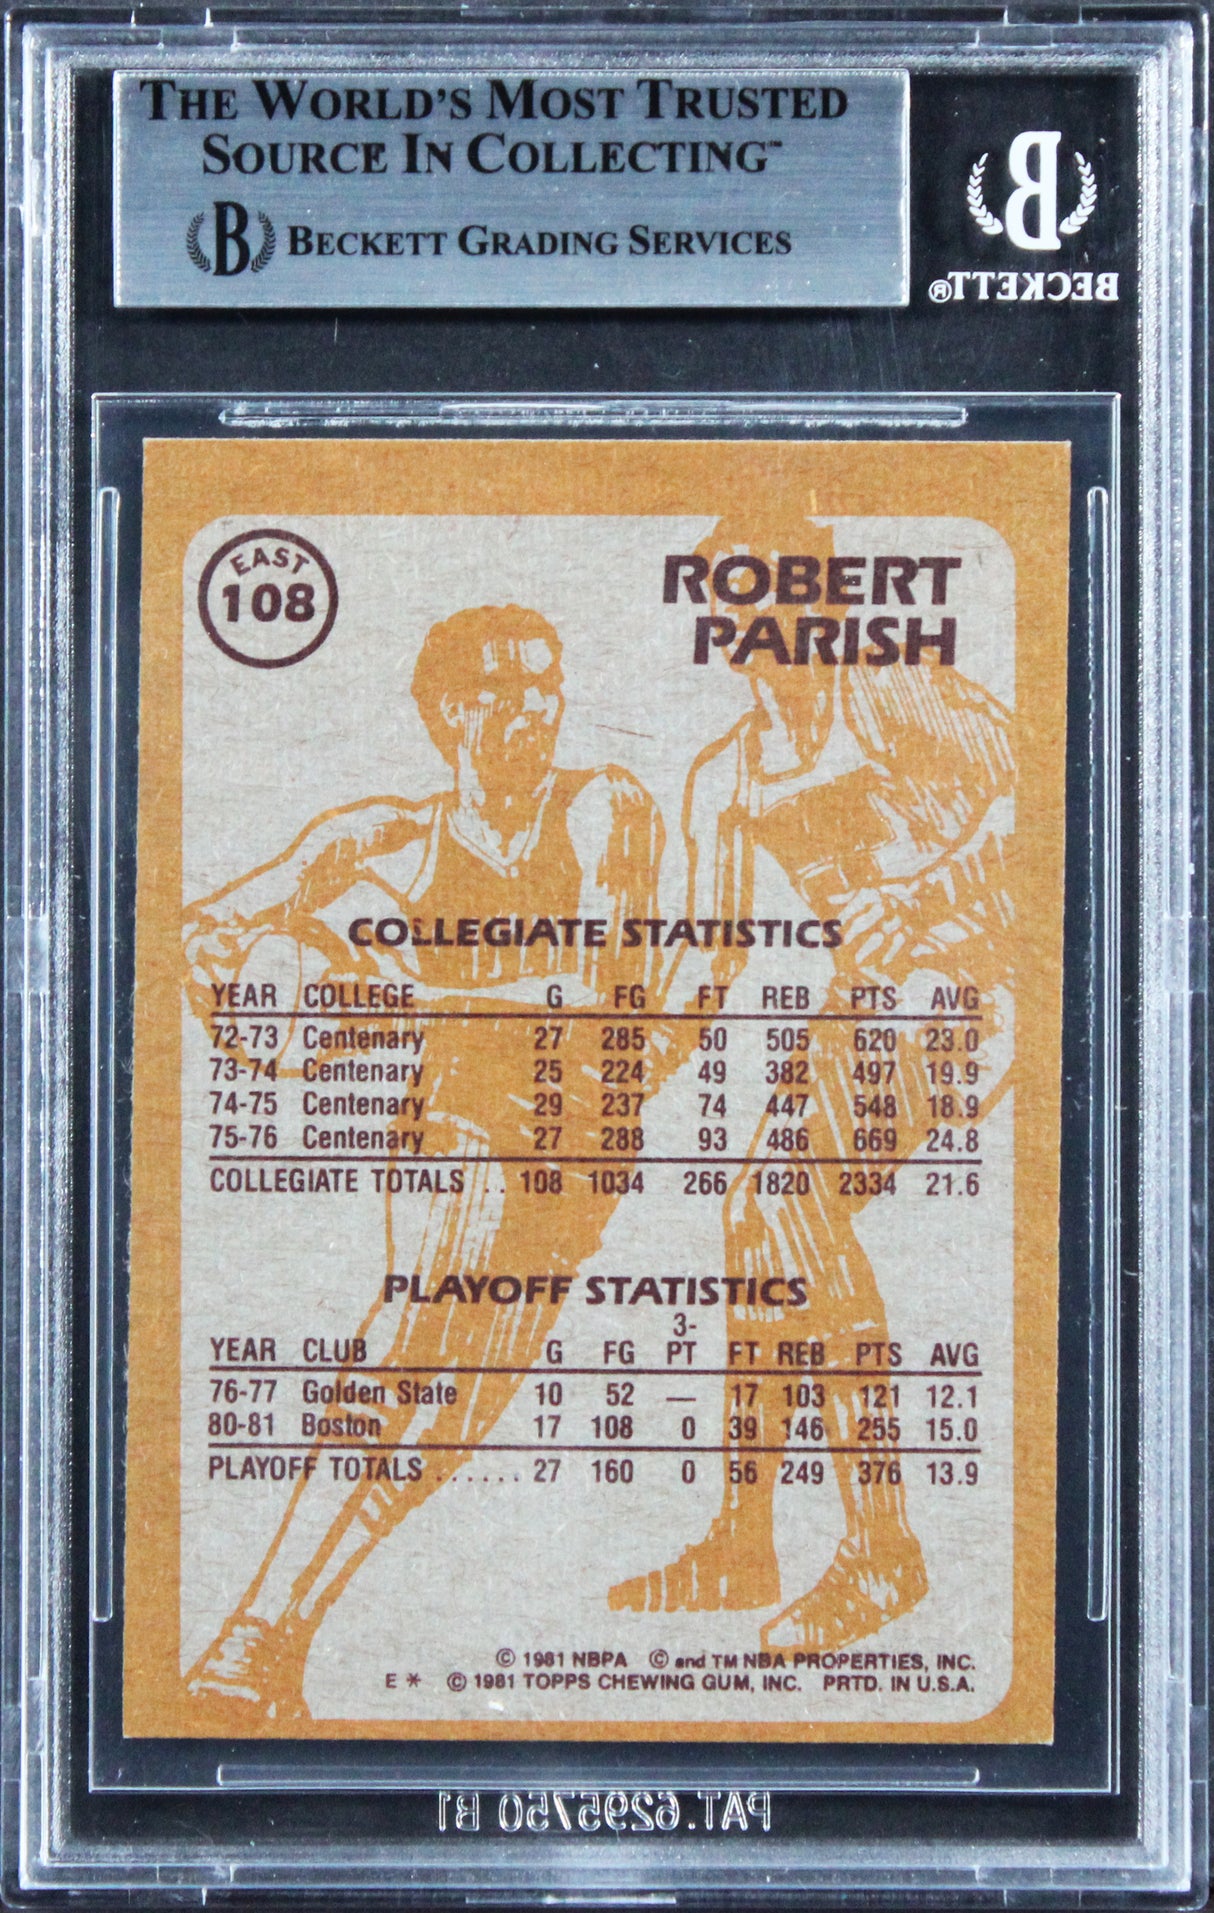 THE WORLD'S MOST TRUSTED
SOURCE IN COLLECTING™
B BECKETT GRADING SERVICES
B
BECKETT®
EAST
108
ROBERT
PARISH
COLLEGIATE STATISTICS
YEAR COLLEGE G FG FT REB PTS AVG
72-73 Centenary 27 285 50 505 620 23.0
73-74 Centenary 25 224 49 382 497 19.9
74-75 Centenary 29 237 74 447 548 18.9
75-76 Centenary 27 288 93 486 669 24.8
COLLEGIATE TOTALS .. 108 1034 266 1820 2334 21.6
PLAYOFF STATISTICS
YEAR CLUB G FG 3-PT FT REB PTS AVG
76-77 Golden State 10 52 — 17 103 121 12.1
80-81 Boston 17 108 0 39 146 255 15.0
PLAYOFF TOTALS ...... 27 160 0 56 249 376 13.9
© 1981 NBPA © and TM NBA PROPERTIES, INC.
E * © 1981 TOPPS CHEWING GUM, INC. PRTD. IN U.S.A.
PAT.6295750 B1